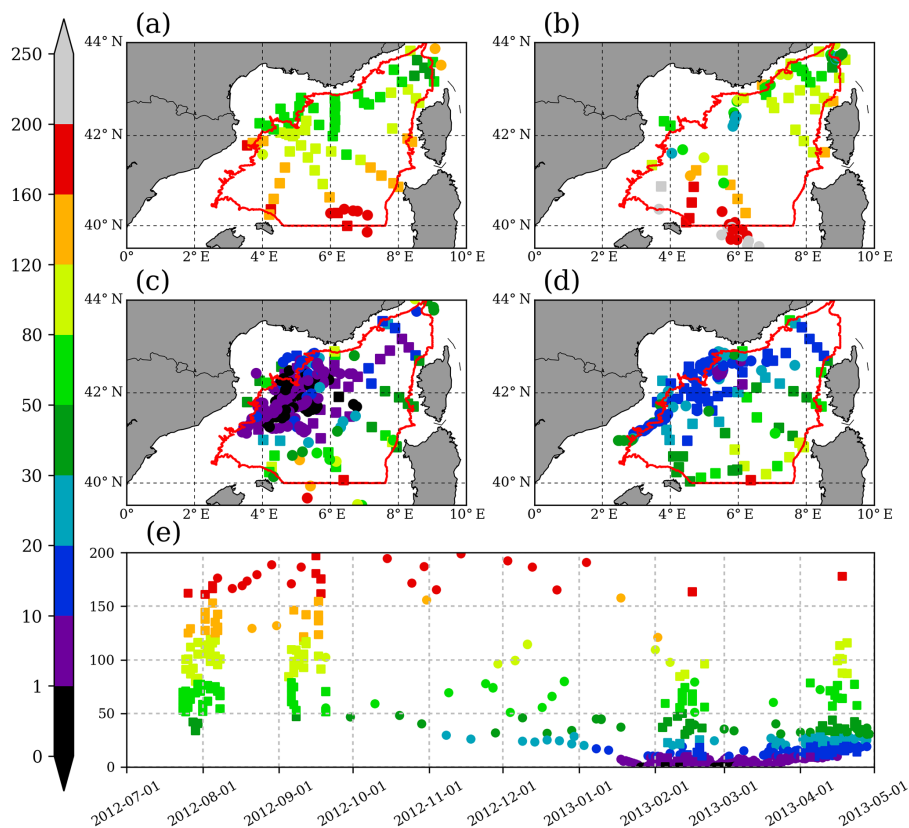 (a)
(b)
250
200
160
120
80
50
30
20
10
1
0
44° N
42° N
40° N
0°
2° E
4° E
6° E
8° E
10° E
44° N
42° N
40° N
0°
2° E
4° E
6° E
8° E
10° E
(c)
(d)
44° N
42° N
40° N
0°
2° E
4° E
6° E
8° E
10° E
44° N
42° N
40° N
0°
2° E
4° E
6° E
8° E
10° E
(e)
200
150
100
50
0
2012-07-01
2012-08-01
2012-09-01
2012-10-01
2012-11-01
2012-12-01
2013-01-01
2013-02-01
2013-03-01
2013-04-01
2013-05-01